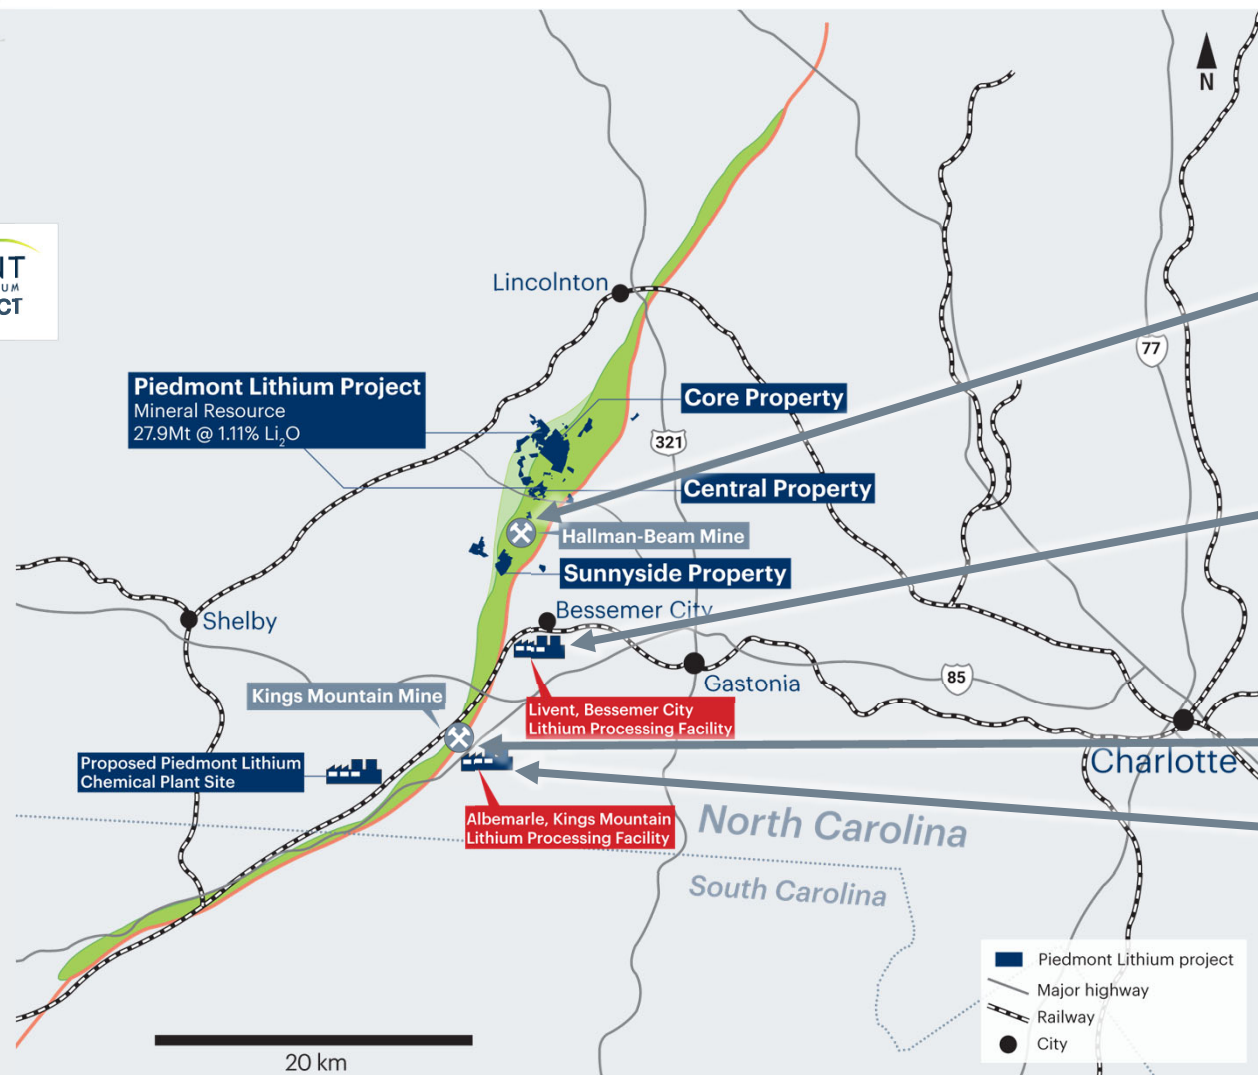 N
NT
UM
CT
Lincolnton
77
Piedmont Lithium Project
Mineral Resource
27.9Mt @ 1.11% Li₂O
Core Property
321
Central Property
Hallman-Beam Mine
Sunnyside Property
Bessemer City
Shelby
Gastonia
85
Kings Mountain Mine
Livent, Bessemer City
Lithium Processing Facility
Charlotte
Proposed Piedmont Lithium
Chemical Plant Site
Albemarle, Kings Mountain
Lithium Processing Facility
North Carolina
South Carolina
Piedmont Lithium project
Major highway
Railway
City
20 km